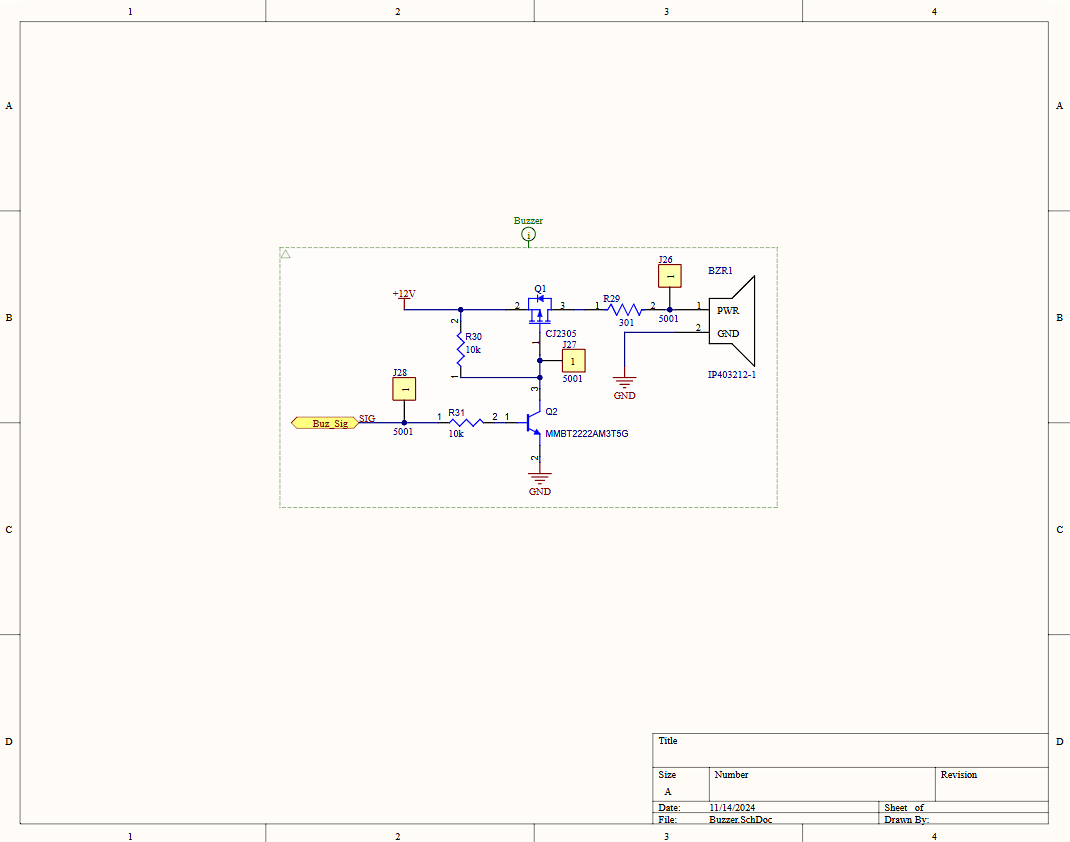 1 2 3 4
A A
Buzzer
i
J26
1
BZR1
+12V
Q1
2 3
1 R29 2
301
5001
1 PWR
2 GND
B B
2
R30
10k
1
CJ2305
1
J27
1
5001
IP403212-1
GND
J28
1
3
Q2
Buz_Sig SIG
5001
1 R31 2
10k
1
MMBT2222AM3T5G
2
GND
C C
D D
Title
Size Number Revision
A
Date: 11/14/2024 Sheet of
File: Buzzer.SchDoc Drawn By:
1 2 3 4